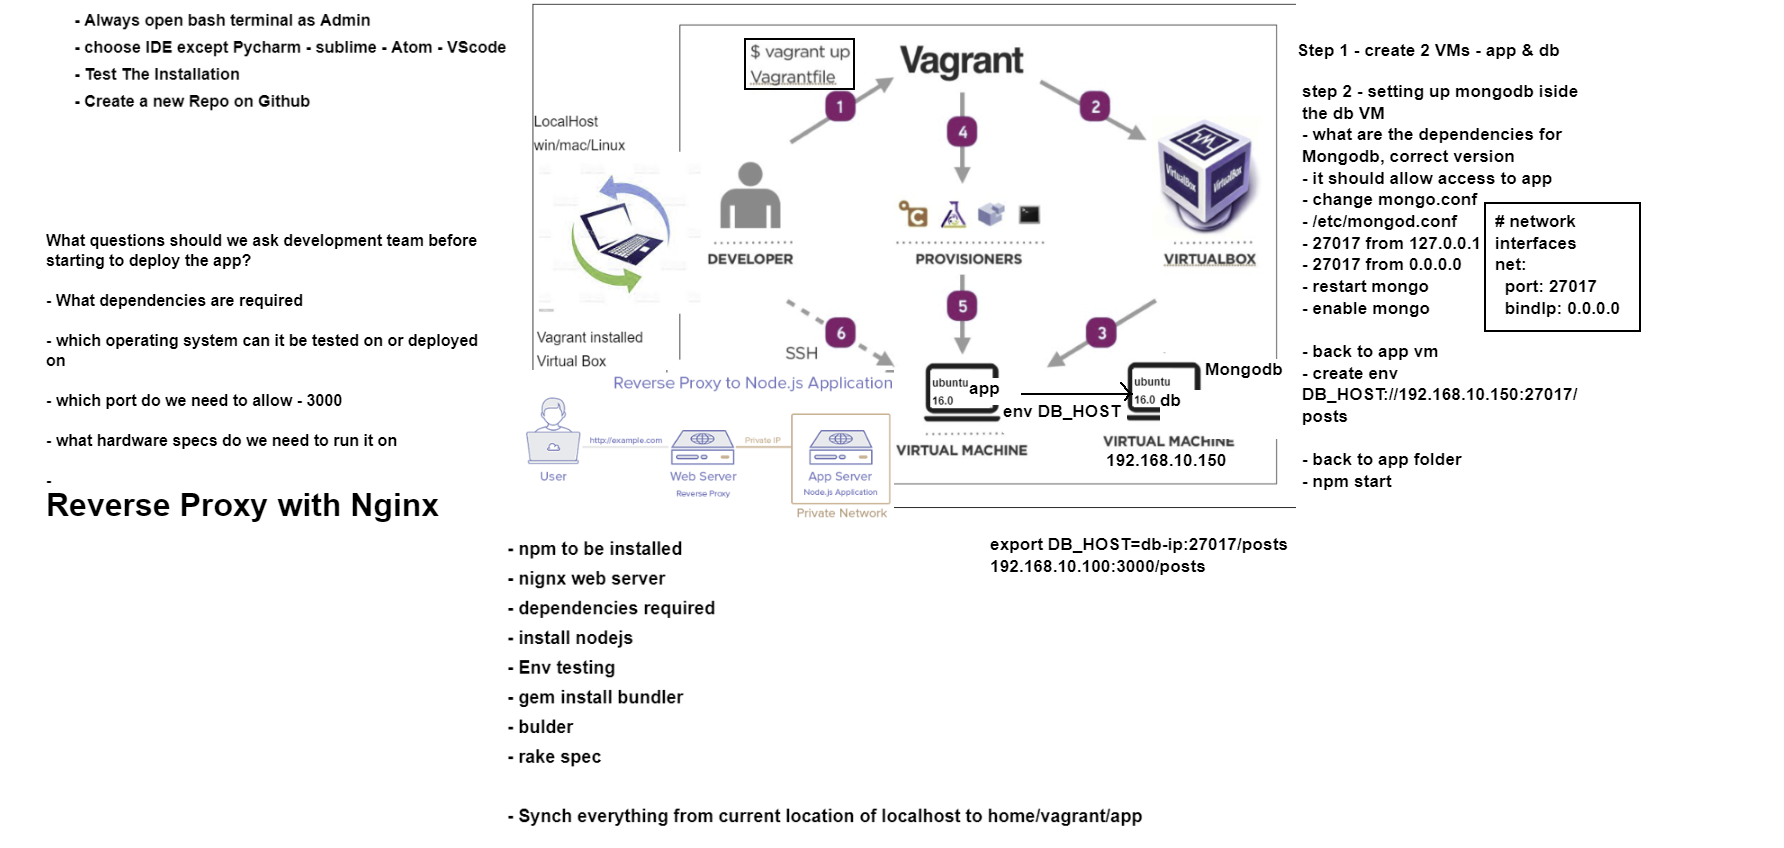 - Always open bash terminal as Admin
- choose IDE except Pycharm - sublime - Atom - VScode
- Test The Installation
- Create a new Repo on Github
What questions should we ask development team before
starting to deploy the app?
- What dependencies are required
- which operating system can it be tested on or deployed
on
- which port do we need to allow - 3000
- what hardware specs do we need to run it on
-
Reverse Proxy with Nginx
$ vagrant up
Vagrantfile
Vagrant
1
2
4
LocalHost
win/mac/Linux
VirtualBox
VirtualBox
DEVELOPER
PROVISIONERS
VIRTUALBOX
5
6
3
Vagrant installed
Virtual Box
SSH
ubuntu
16.0
app
env DB_HOST
ubuntu
16.0
db
Mongodb
VIRTUAL MACHINE
VIRTUAL MACHINE
192.168.10.150
Reverse Proxy to Node.js Application
http://example.com
Private IP
User
Web Server
Reverse Proxy
App Server
Node.js Application
Private Network
Step 1 - create 2 VMs - app & db
step 2 - setting up mongodb iside
the db VM
- what are the dependencies for
Mongodb, correct version
- it should allow access to app
- change mongo.conf
- /etc/mongod.conf
- 27017 from 127.0.0.1
- 27017 from 0.0.0.0
- restart mongo
- enable mongo
# network
interfaces
net:
port: 27017
bindIp: 0.0.0.0
- back to app vm
- create env
DB_HOST://192.168.10.150:27017/
posts
- back to app folder
- npm start
export DB_HOST=db-ip:27017/posts
192.168.10.100:3000/posts
- npm to be installed
- nignx web server
- dependencies required
- install nodejs
- Env testing
- gem install bundler
- bulder
- rake spec
- Synch everything from current location of localhost to home/vagrant/app